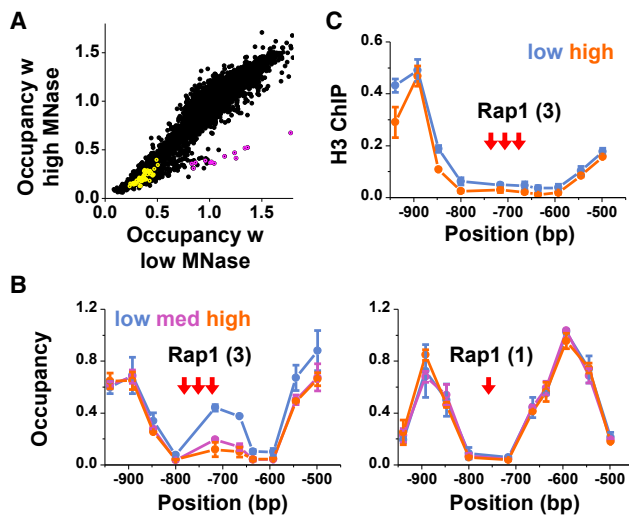 A
Occupancy w
high MNase
1.5
1.0
0.5
0.0
0.5 1.0 1.5
Occupancy w
low MNase
C
H3 ChIP
0.6
0.4
0.2
0.0
low high
Rap1 (3)
-900 -800 -700 -600 -500
Position (bp)
B
Occupancy
1.2
0.8
0.4
0.0
low med high
Rap1 (3)
-900 -800 -700 -600 -500
Position (bp)
1.2
0.8
0.4
0.0
Rap1 (1)
-900 -800 -700 -600 -500
Position (bp)